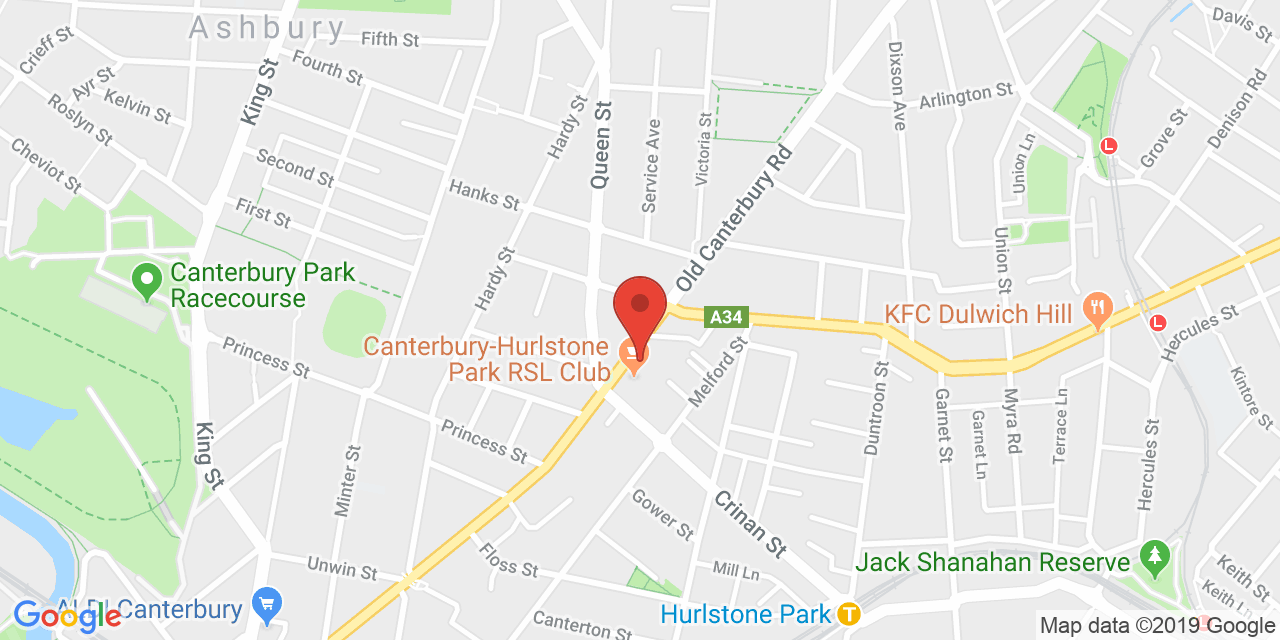 Ashbury
Crieff St
Fifth St
Davis St
King St
Fourth St
Ayr St
Kelvin St
Roslyn St
Hardy St
Queen St
Service Ave
Victoria St
Dixson Ave
Arlington St
Denison Rd
Grove St
Union Ln
Cheviot St
Second St
Hanks St
First St
Old Canterbury Rd
Canterbury Park
Racecourse
Hardy St
Union St
A34
KFC Dulwich Hill
Hercules St
Canterbury-Hurlstone
Park RSL Club
Princess St
Melford St
Duntroon St
Garnet St
Garnet Ln
Myra Rd
Terrace Ln
Kintore St
Princess St
King St
Minter St
Hercules St
Gower St
Crinan St
Floss St
Unwin St
Mill Ln
Jack Shanahan Reserve
Keith St
Keith Ln
ALDI Canterbury
Canterton St
Hurlstone Park
T
Google
Map data ©2019 Google